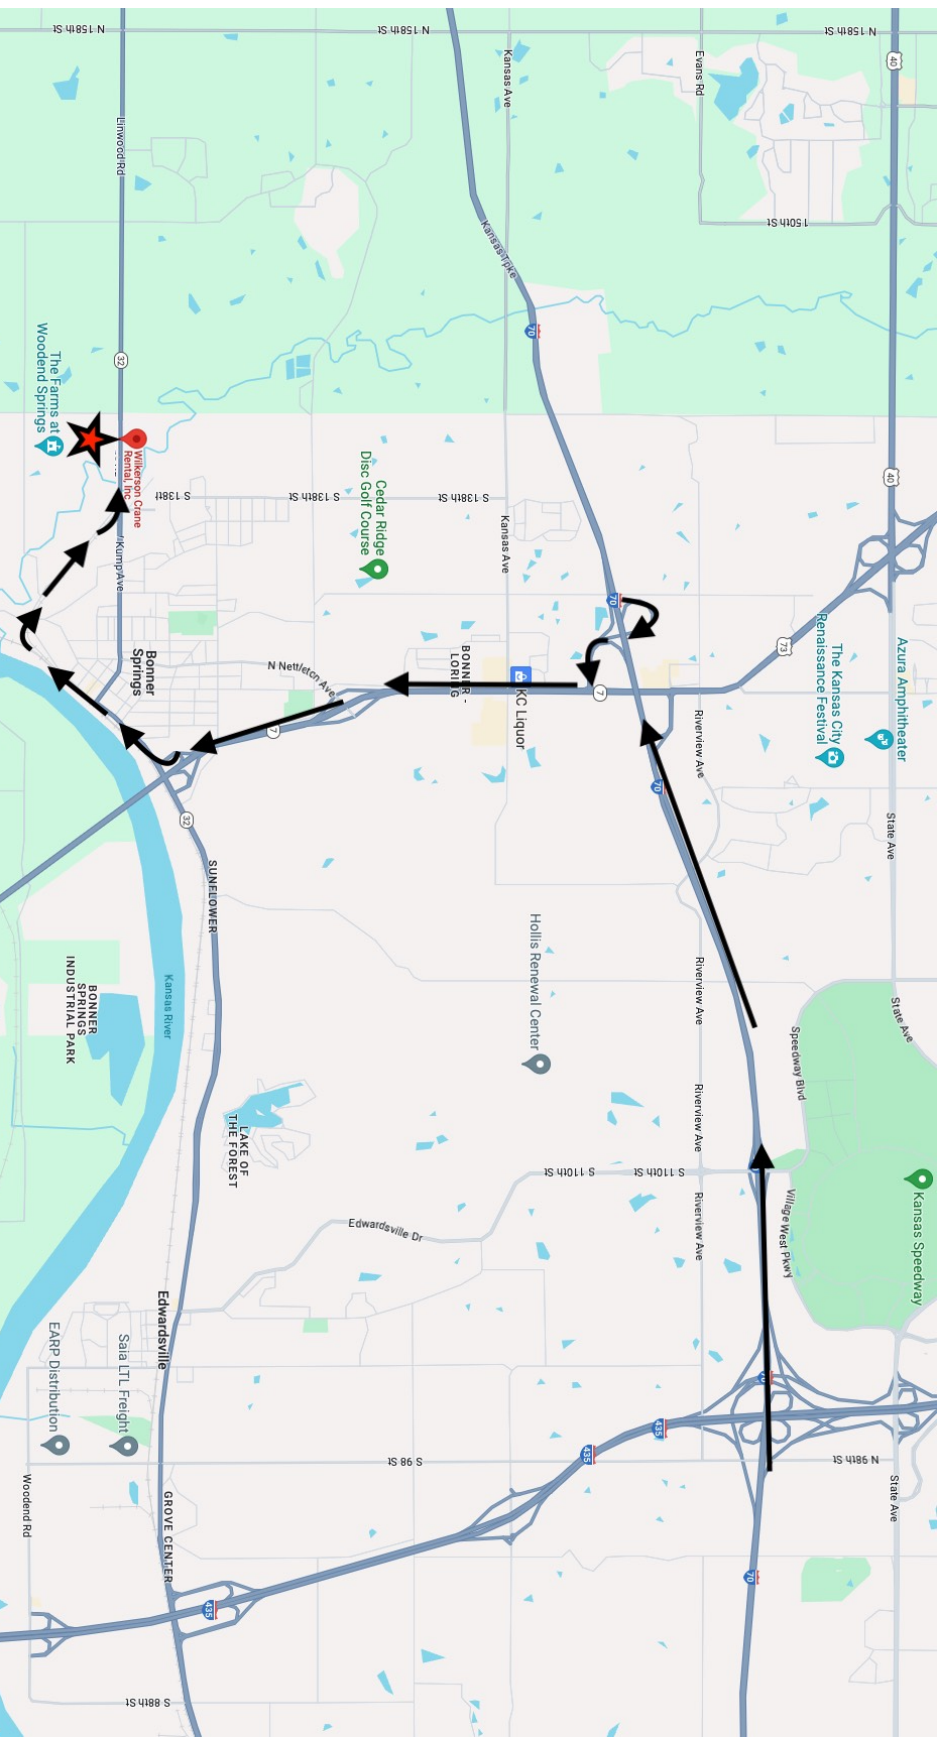 N 158th St
N 158th St
N 158th St
40
Linwood Rd
Kansas Ave
Evans Rd
150th St
Kansas Tpke
70
32
The Farms at
Woodend Springs
Wilkerson Crane
Rental, Inc
S 138th
S 138th St
S 138th St
Cedar Ridge
Disc Golf Course
Kansas Ave
40
Kump Ave
70
73
The Kansas City
Renaissance Festival
Azura Amphitheater
Bonner
Springs
N Nettleton Ave
BONNER -
LORING
KC Liquor
7
7
Riverview Ave
70
State Ave
32
SUNFLOWER
Hollis Renewal Center
Riverview Ave
State Ave
BONNER
SPRINGS
INDUSTRIAL PARK
Kansas River
Speedway Blvd
LAKE OF
THE FOREST
Riverview Ave
S 110th St
S 110th St
Riverview Ave
Village West Pkwy
Kansas Speedway
Edwardsville Dr
Edwardsville
EARP Distribution
Saia LTL Freight
70
435
435
S 98 St
N 98th St
Woodend Rd
GROVE CENTER
State Ave
70
435
S 88th St